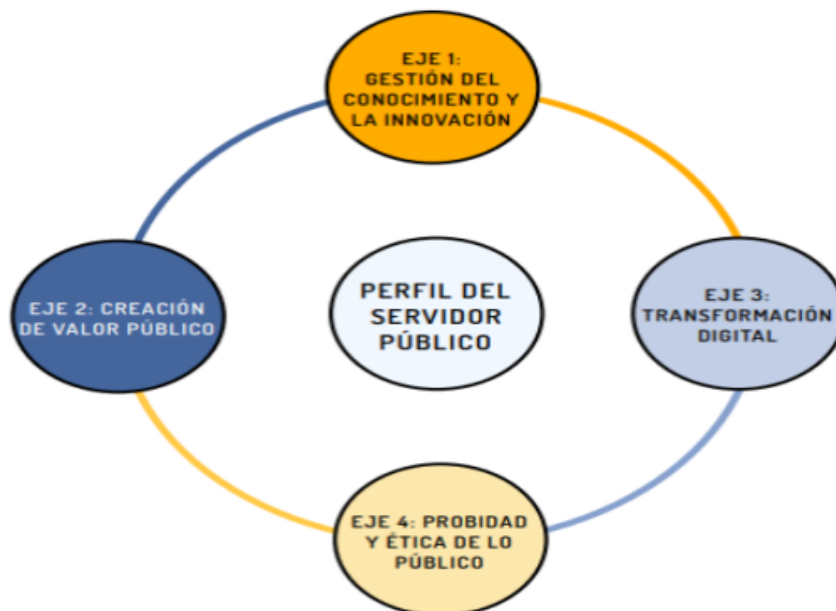 EJE 1:
GESTIÓN DEL
CONOCIMIENTO Y
LA INNOVACIÓN
EJE 2: CREACIÓN
DE VALOR PÚBLICO
PERFIL DEL
SERVIDOR
PÚBLICO
EJE 3:
TRANSFORMACIÓN
DIGITAL
EJE 4: PROBIDAD
Y ÉTICA DE LO
PÚBLICO